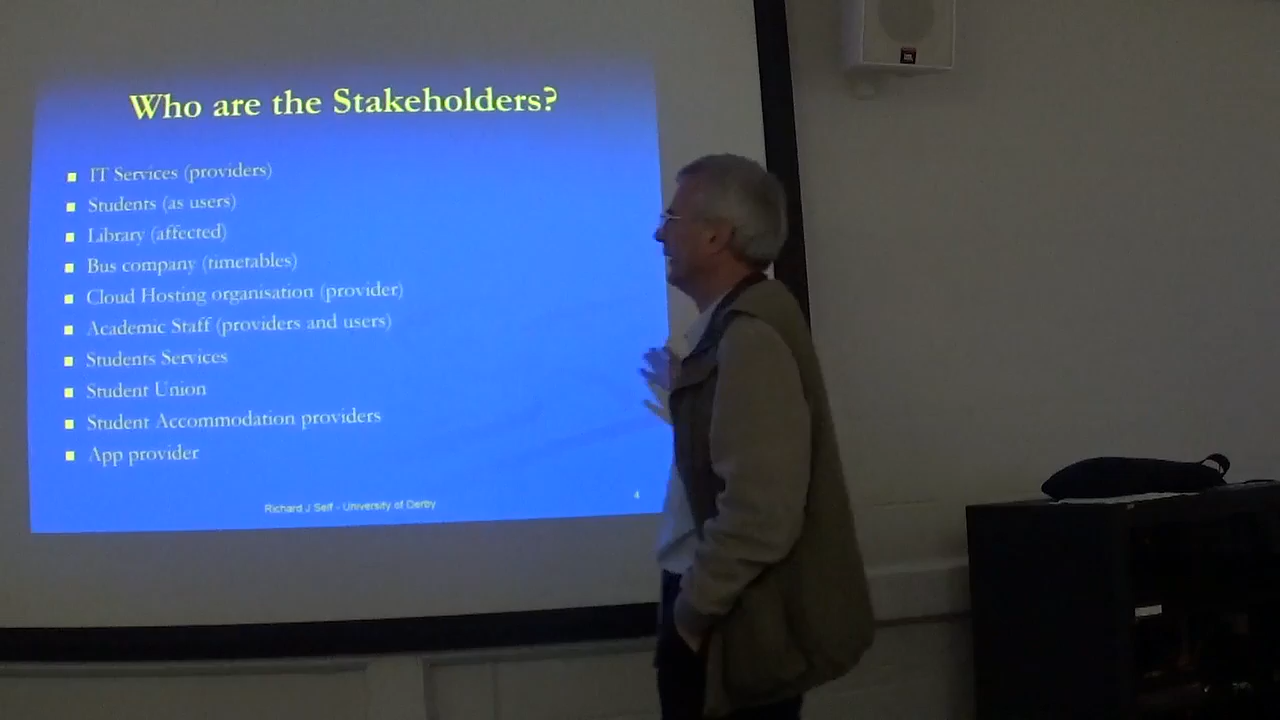 Who are the Stakeholders?
IT Services (providers)
Students (as users)
Library (affected)
Bus company (timetables)
Cloud Hosting organisation (provider)
Academic Staff (providers and users)
Students Services
Student Union
Student Accommodation providers
App provider
Richard J Self - University of Derby
4
JBL